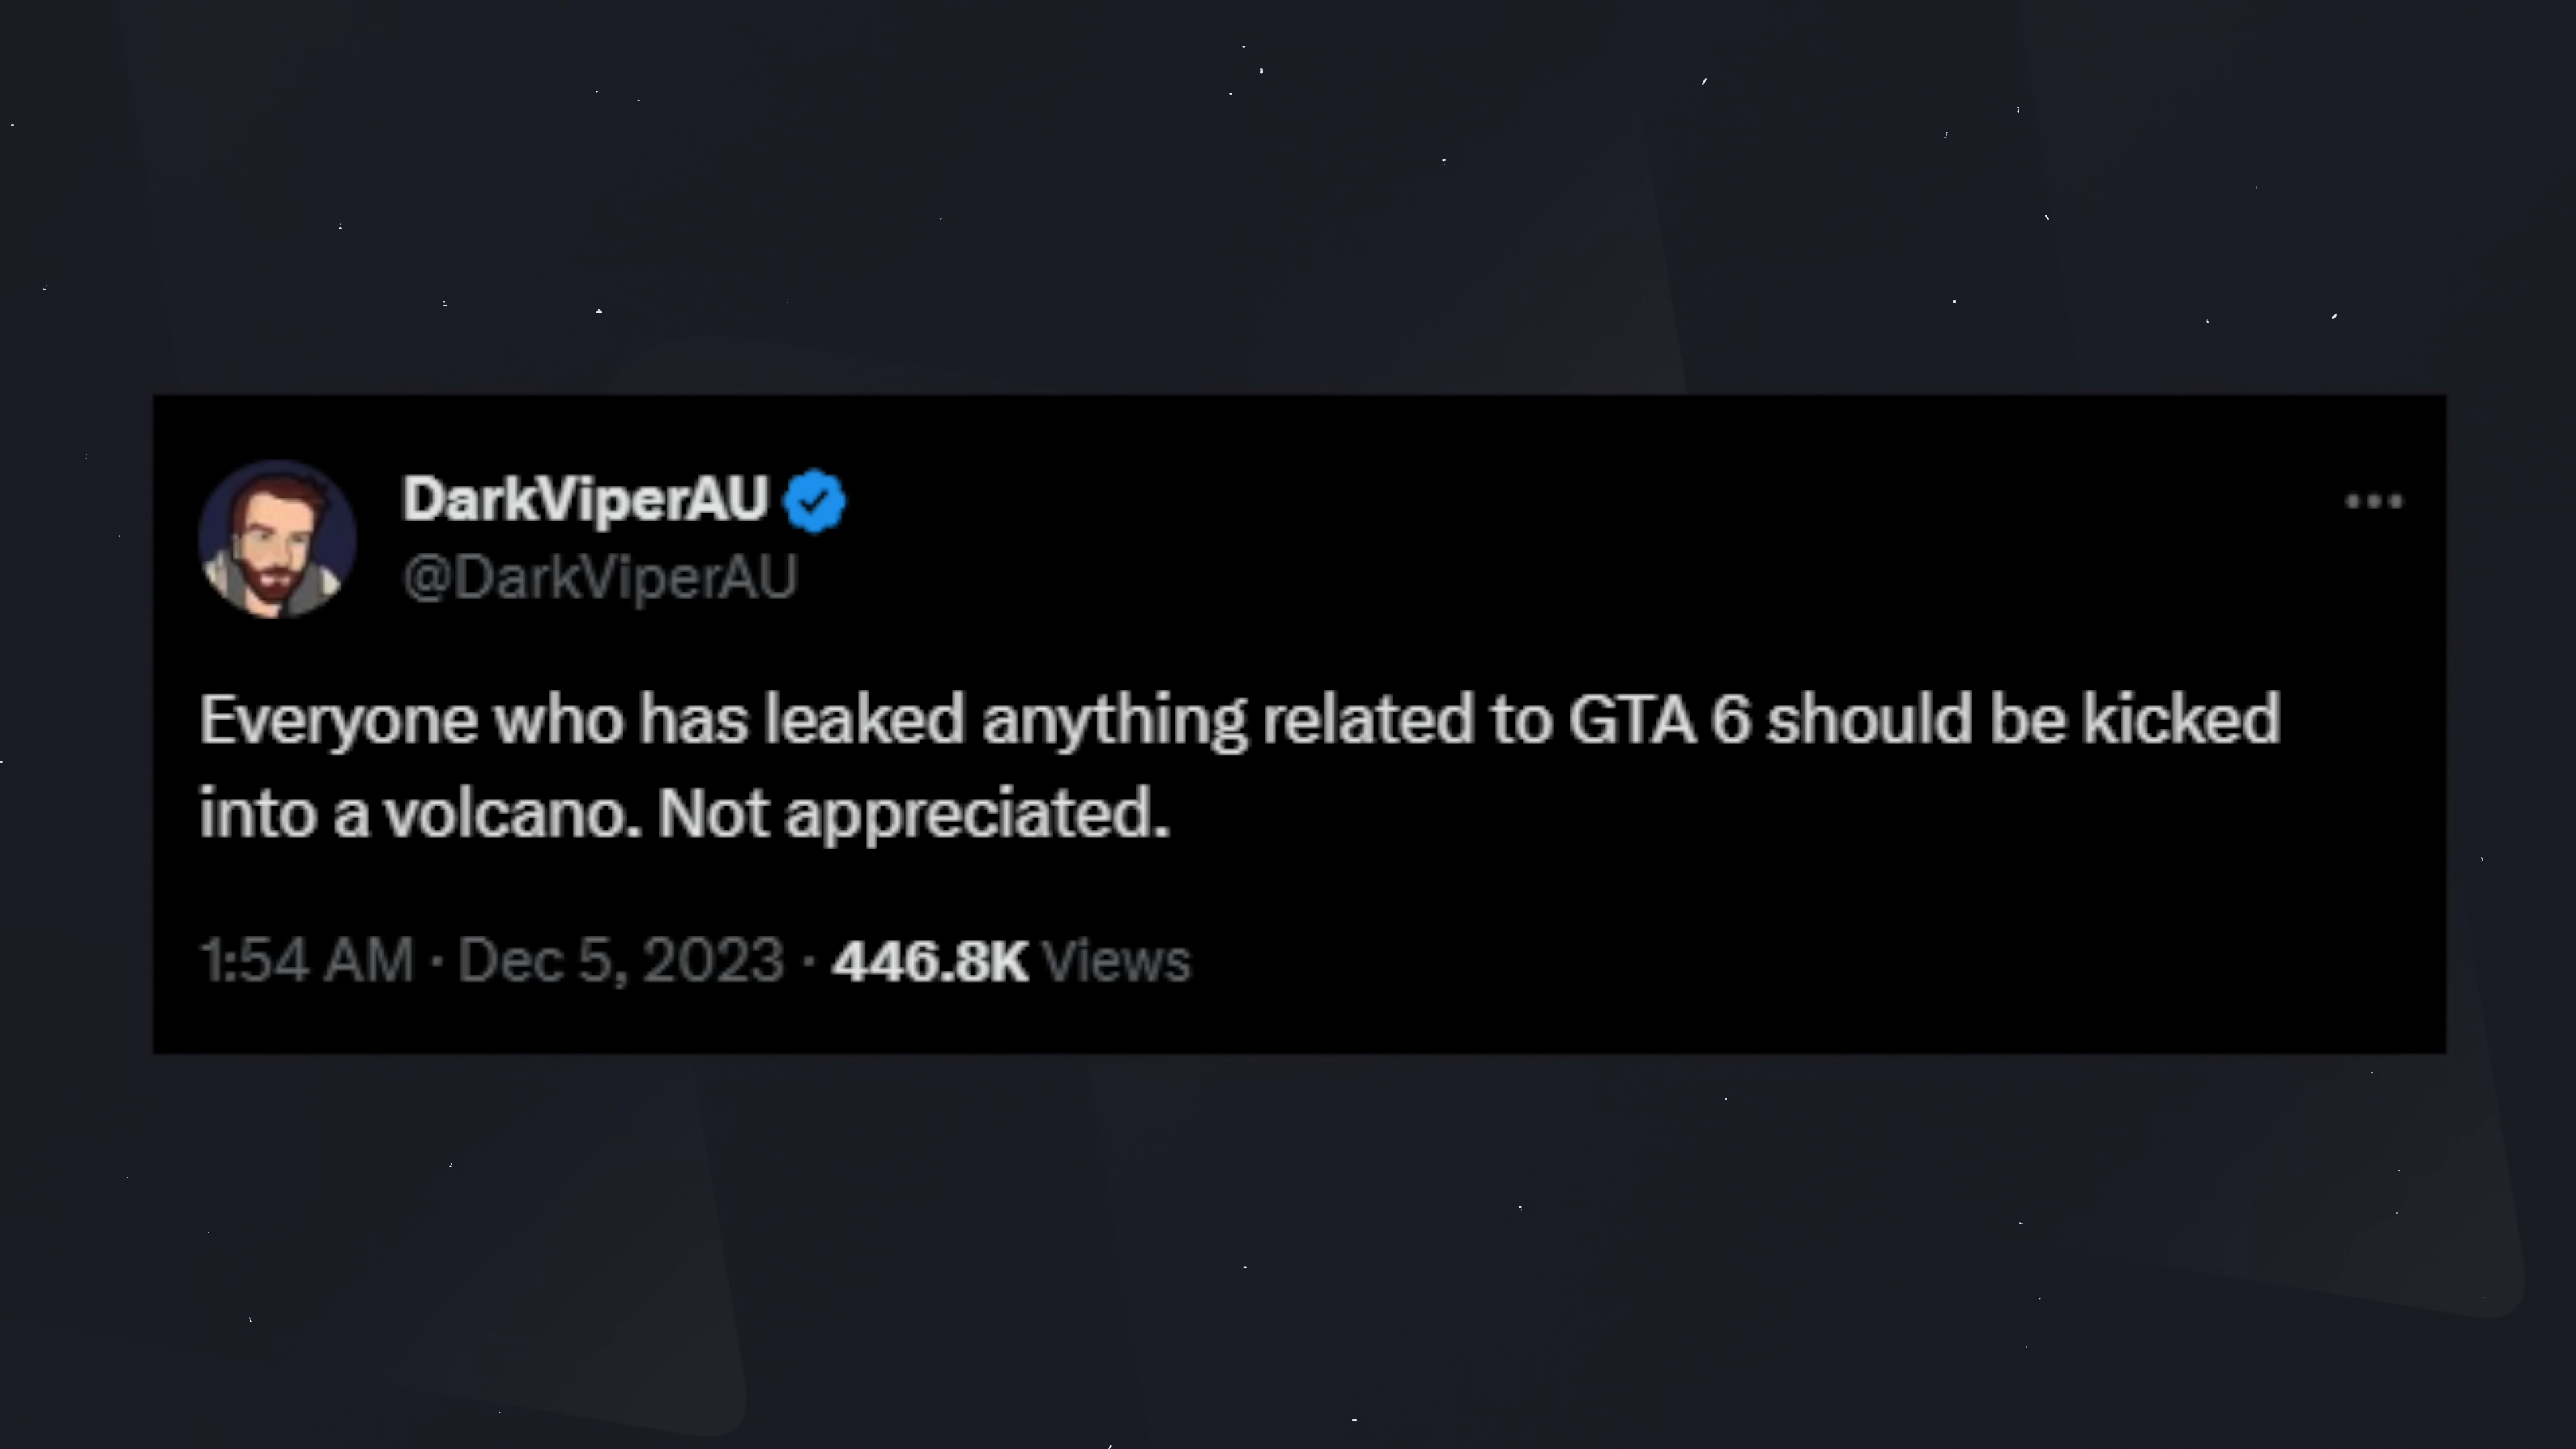 DarkViperAU
@DarkViperAU
Everyone who has leaked anything related to GTA 6 should be kicked
into a volcano. Not appreciated.
1:54 AM · Dec 5, 2023 · 446.8K Views